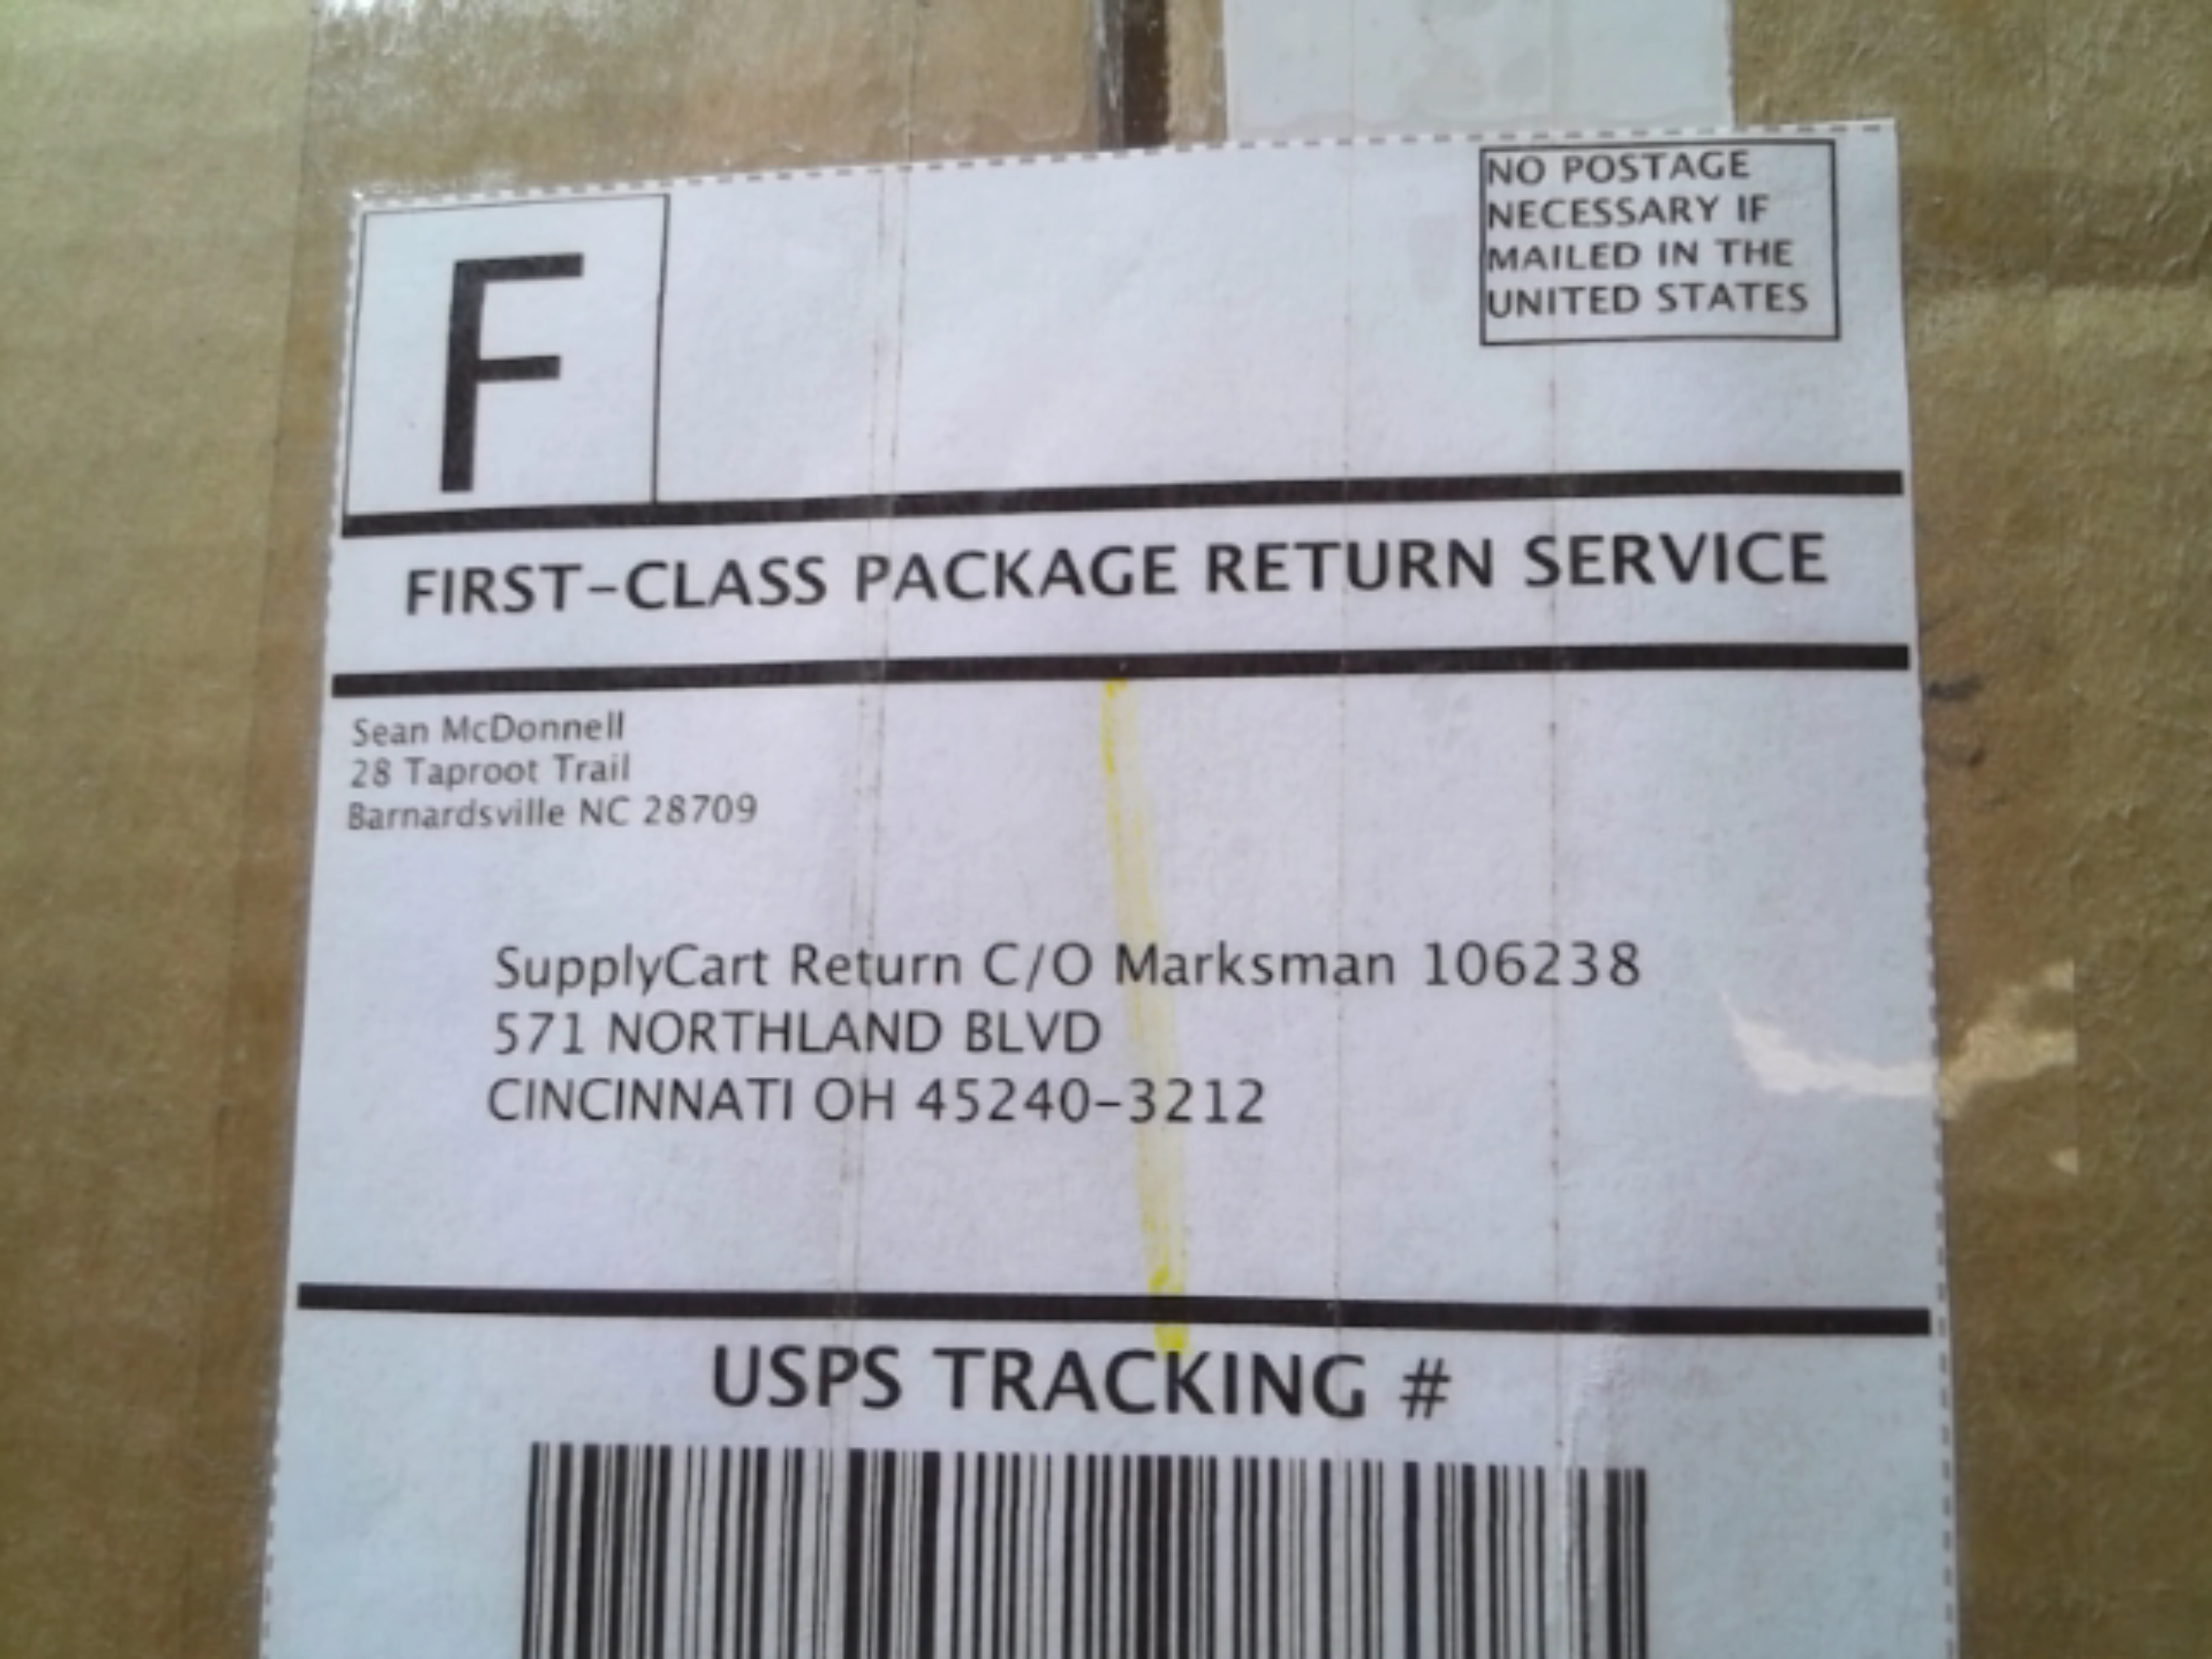 F
NO POSTAGE
NECESSARY IF
MAILED IN THE
UNITED STATES
FIRST-CLASS PACKAGE RETURN SERVICE
Sean McDonnell
28 Taproot Trail
Barnardsville NC 28709
SupplyCart Return C/O Marksman 106238
571 NORTHLAND BLVD
CINCINNATI OH 45240-3212
USPS TRACKING #